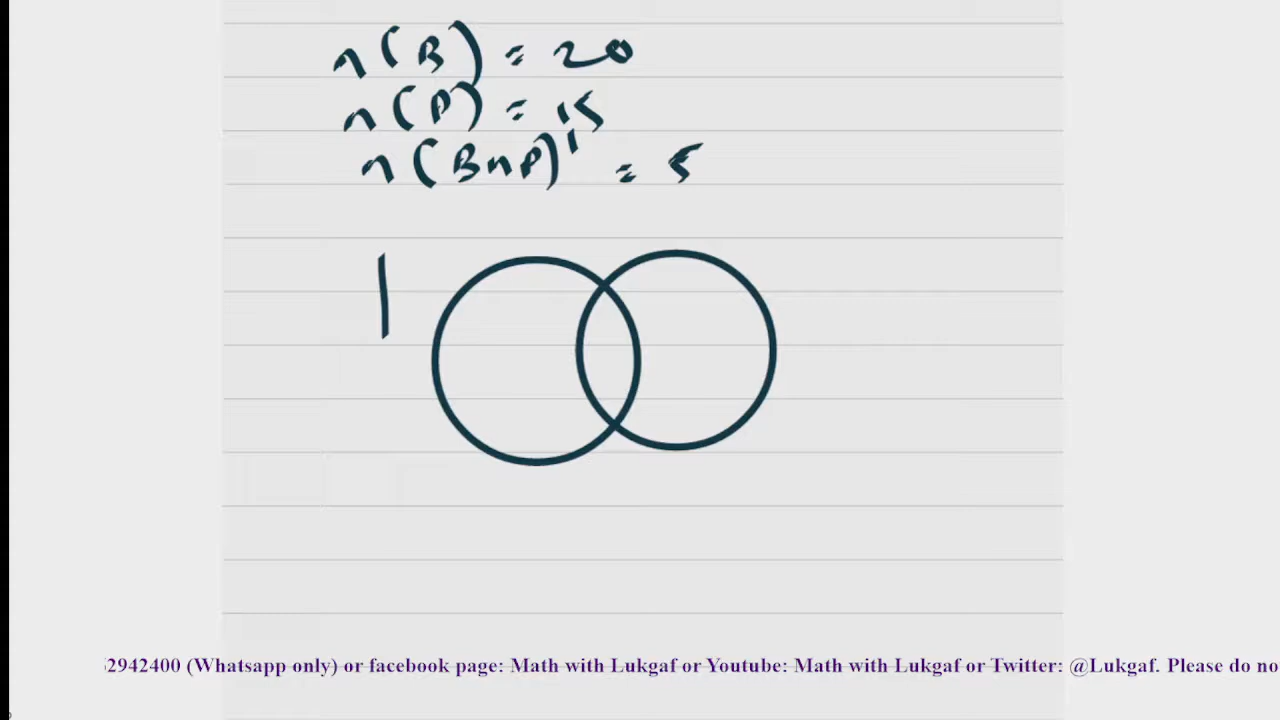 n(B) = 20
n(P) = 15
n(B∩P)' = 5
2942400 (Whatsapp only) or facebook page: Math with Lukgaf or Youtube: Math with Lukgaf or Twitter: @Lukgaf. Please do no